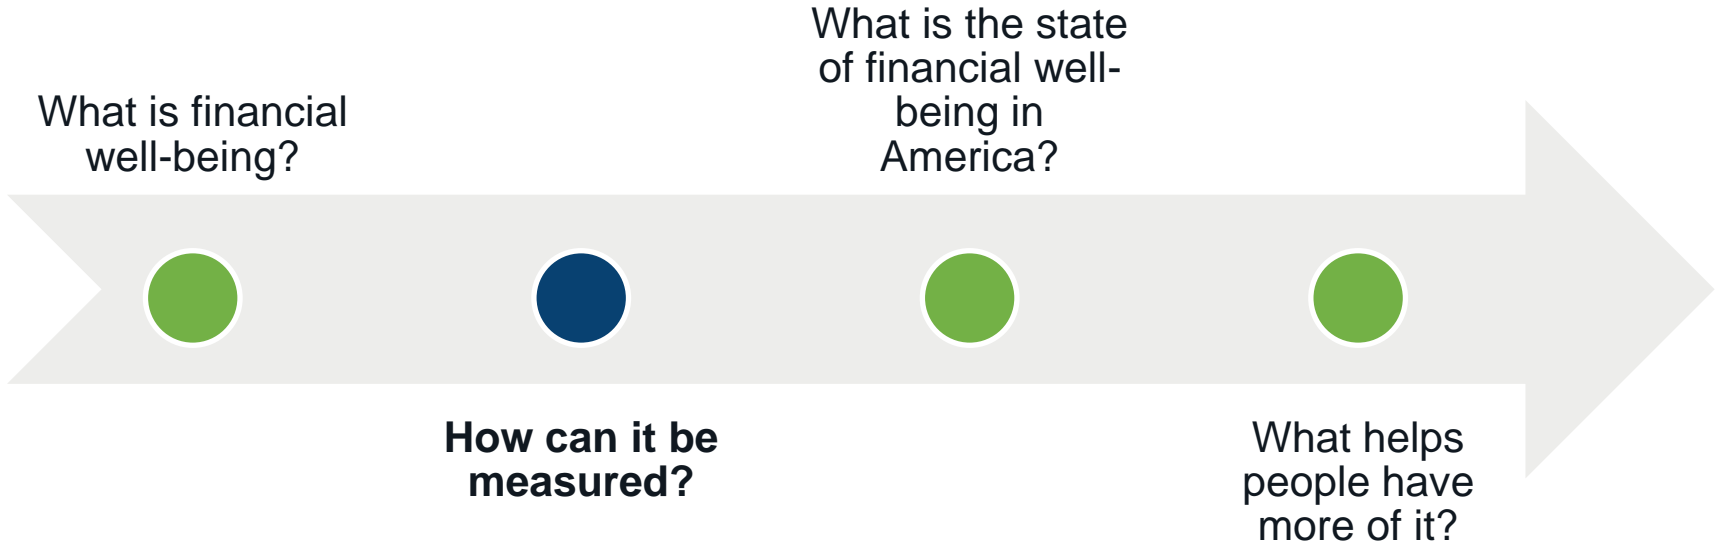 What is financial
well-being?
How can it be
measured?
What is the state
of financial well-
being in
America?
What helps
people have
more of it?